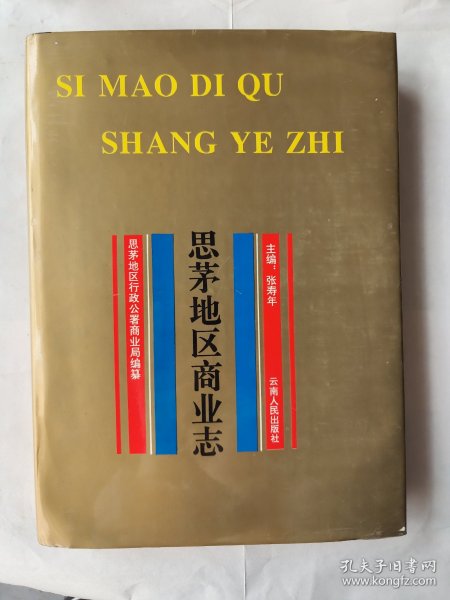 SI MAO DI QU
SHANG YE ZHI
思茅地区行政公署商业局编纂
思茅地区商业志
主编：张寿年
云南人民出版社
孔夫子旧书网
www.kongfz.com